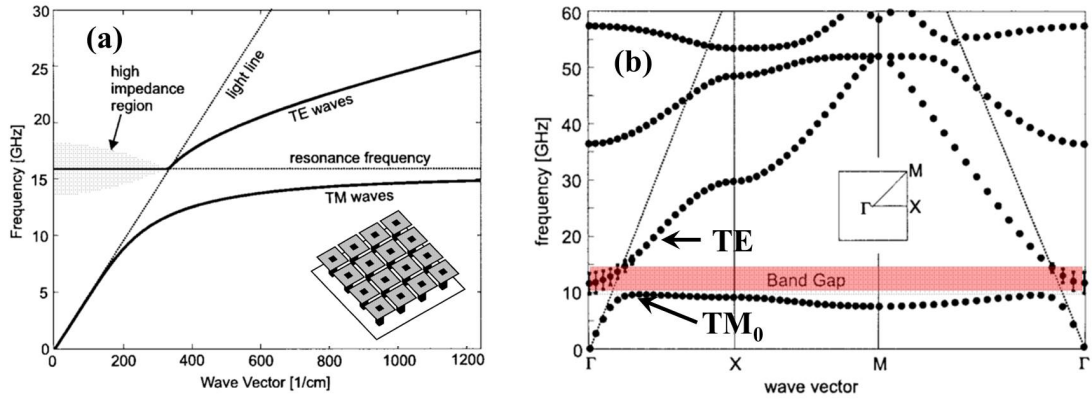 (a)
30
25
20
15
10
5
0
Frequency [GHz]
high
impedance
region
light line
TE waves
resonance frequency
TM waves
0 200 400 600 800 1000 1200
Wave Vector [1/cm]
(b)
60
50
40
30
20
10
0
frequency [GHz]
M
Γ X
TE
Band Gap
TM₀
Γ X M Γ
wave vector